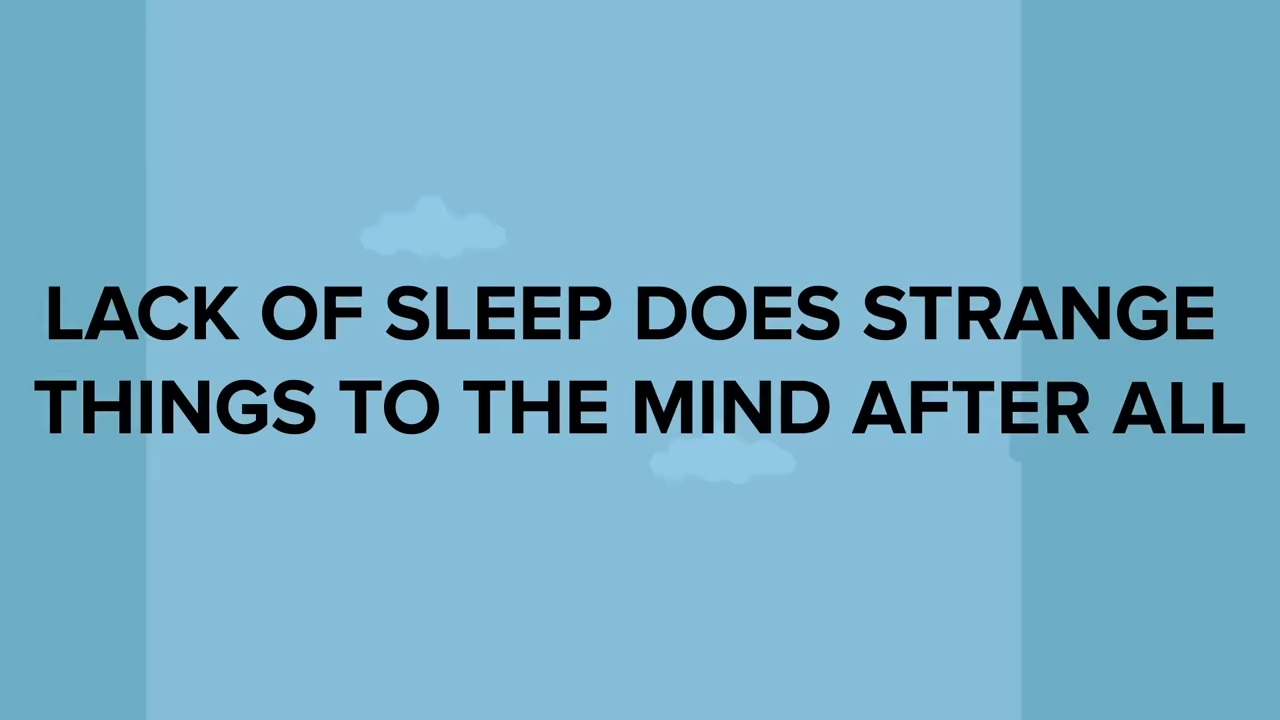 LACK OF SLEEP DOES STRANGE
THINGS TO THE MIND AFTER ALL